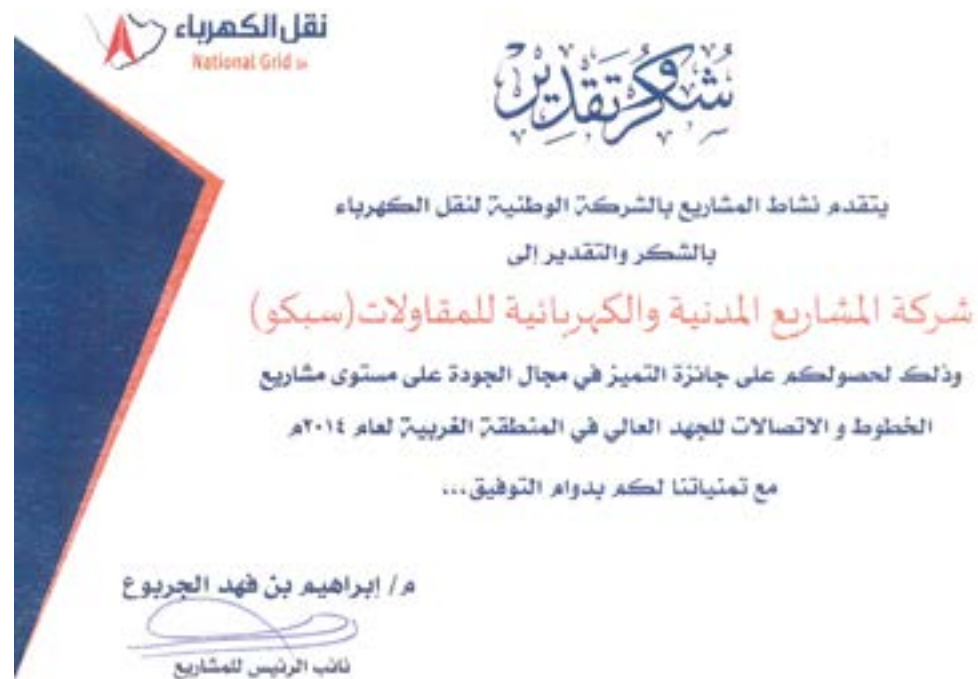 نقل الكهرباء
National Grid
شكر وتقدير
يتقدم نشاط المشاريع بالشركة الوطنية لنقل الكهرباء
بالشكر والتقدير إلى
شركة المشاريع المدنية والكهربائية للمقاولات (سبكو)
وذلك لحصولكم على جائزة التميز في مجال الجودة على مستوى مشاريع
الخطوط و الاتصالات للجهد العالي في المنطقة الغربية لعام ٢٠١٤م
مع تمنياتنا لكم بدوام التوفيق...
م/ إبراهيم بن فهد الجربوع
نائب الرئيس للمشاريع